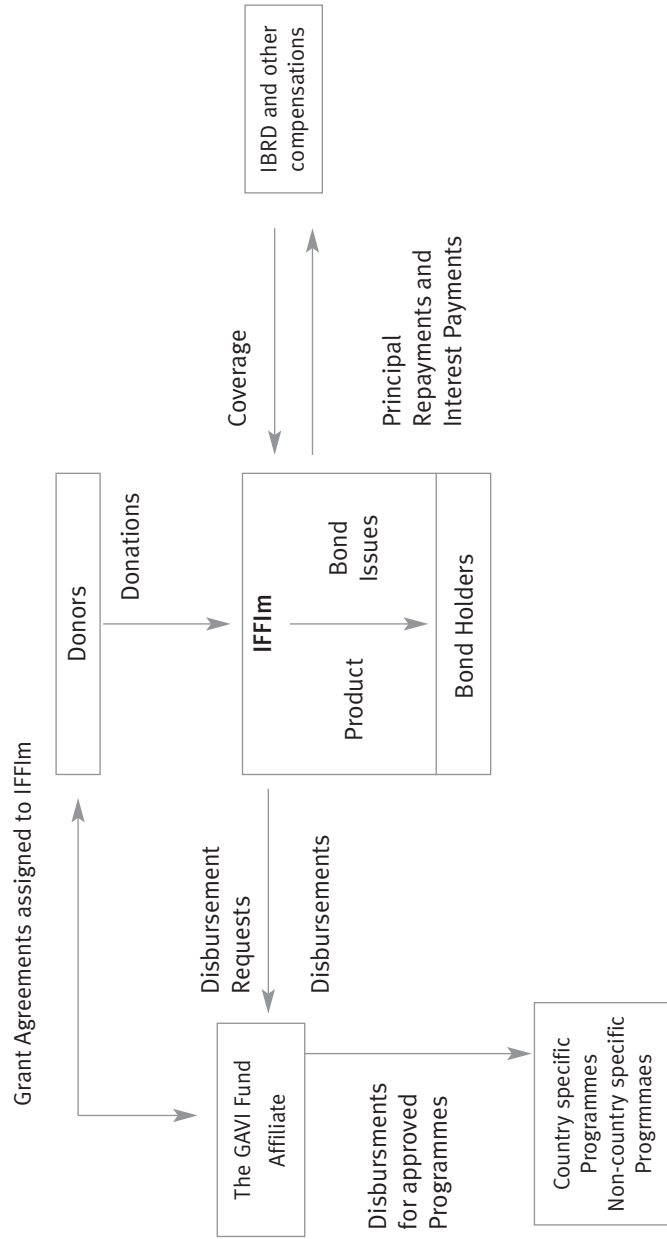 Grant Agreements assigned to IFFIm
Donors
Donations
The GAVI Fund
Affiliate
Disbursement
Requests
Disbursements
IFFIm
Product
Bond
Issues
Bond Holders
Coverage
Principal
Repayments and
Interest Payments
IBRD and other
compensations
Disbursments
for approved
Programmes
Country specific
Programmes
Non-country specific
Progrmmaes